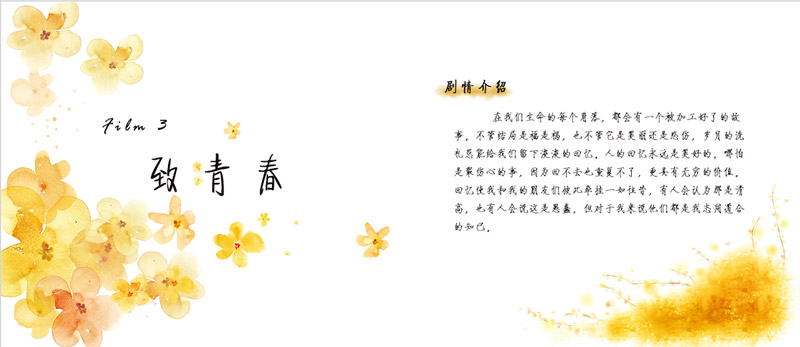 Film 3
致青春
剧情介绍
在我们生命的每个角落，都会有一个被加工好了的故
事。不管结局是福是祸，也不管它是美丽还是悲伤，岁月的洗
礼总能给我们留下淡淡的回忆。人的回忆永远是美好的，哪怕
是最伤心的事，因为回不去也重复不了，更具有无穷的价值。
回忆使我和我的朋友们彼此牵挂一如往昔，有人会认为那是清
高，也有人会说这是愚蠢，但对于我来说他们都是我志同道合
的知己。